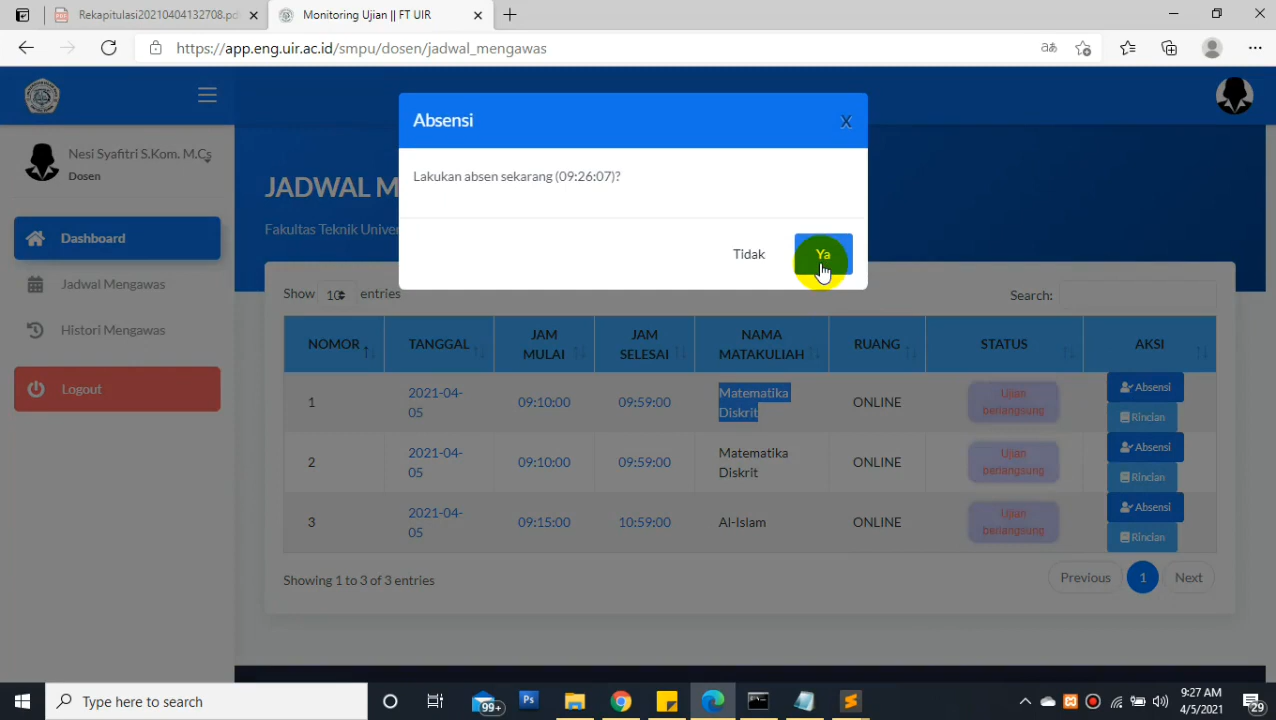 Rekapitulasi20210404132708.pd
Monitoring Ujian || FT UIR
https://app.eng.uir.ac.id/smpu/dosen/jadwal_mengawas
Absensi
X
Nesi Syafitri S.Kom. M.Cs
Dosen
Lakukan absen sekarang (09:26:07)?
JADWAL M
Fakultas Teknik Univer
Dashboard
Tidak
Ya
Jadwal Mengawas
Show 10 entries
Search:
Histori Mengawas
NOMOR TANGGAL JAM MULAI JAM SELESAI NAMA MATAKULIAH RUANG STATUS AKSI
Logout
1 2021-04-05 09:10:00 09:59:00 Matematika Diskrit ONLINE Ujian berlangsung Absensi Rincian
2 2021-04-05 09:10:00 09:59:00 Matematika Diskrit ONLINE Ujian berlangsung Absensi Rincian
3 2021-04-05 09:15:00 10:59:00 Al-Islam ONLINE Ujian berlangsung Absensi Rincian
Showing 1 to 3 of 3 entries
Previous 1 Next
Type here to search
99+
Ps
9:27 AM
4/5/2021
29